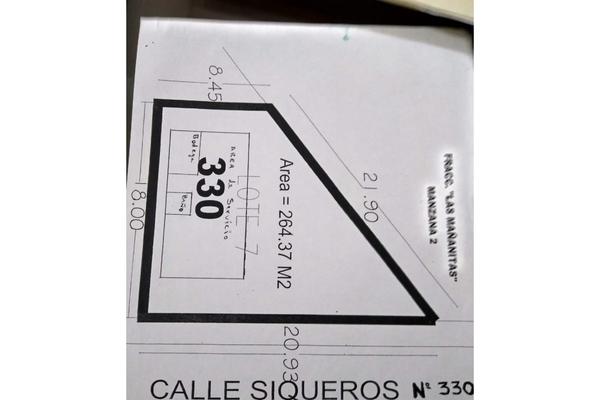 8.45
21.90
FRACC. "LAS MAÑANITAS"
MANZANA 2
Area = 264.37 M2
LOTE 7
330
area de Servicio
Bodega
Baño
18.00
20.93
CALLE SIQUEROS Nº 330